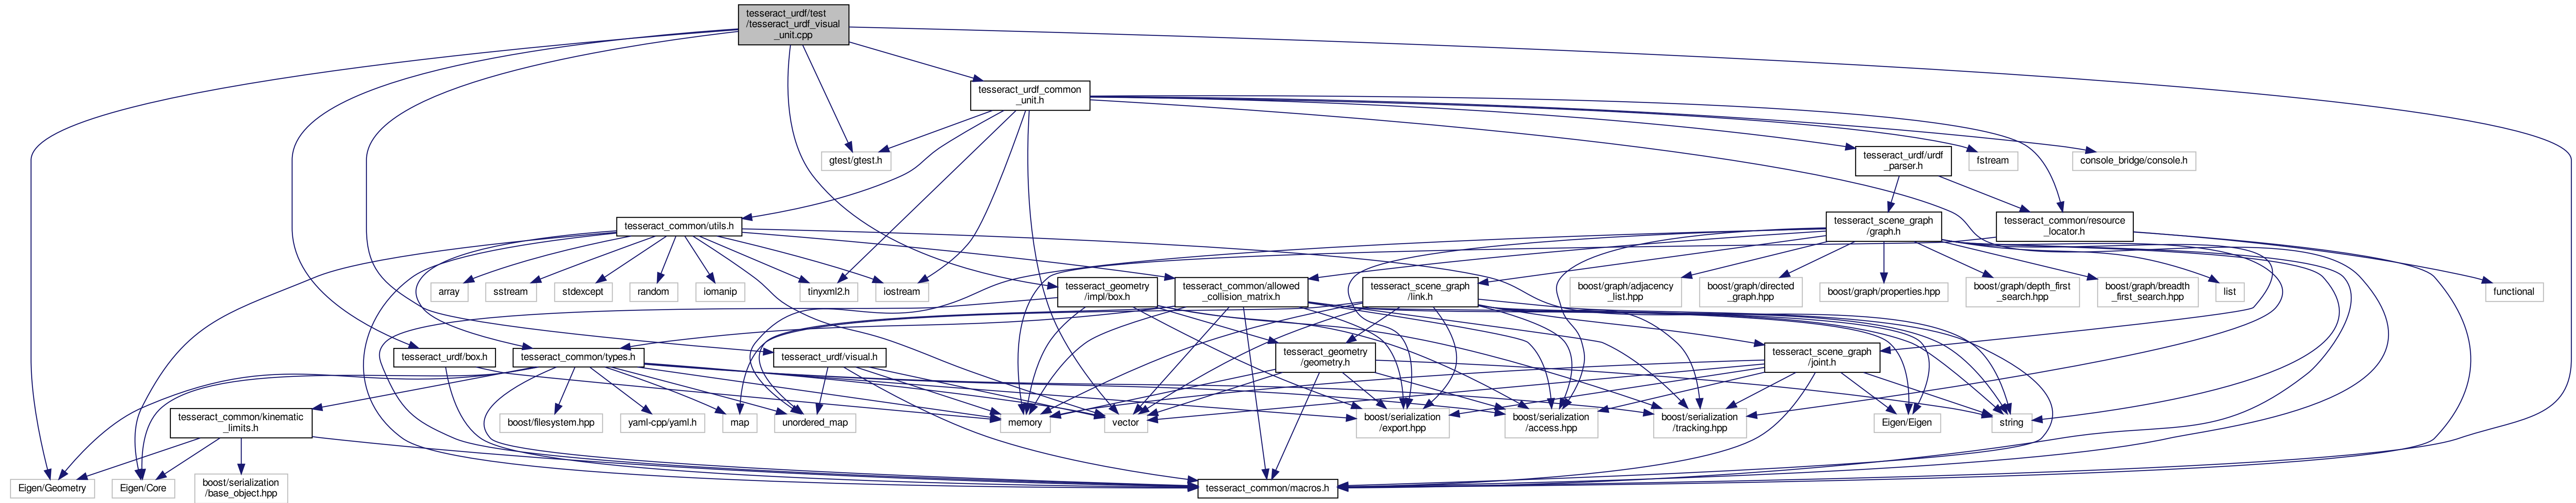 tesseract_urdf/test
/tesseract_urdf_visual
_unit.cpp
tesseract_urdf_common
_unit.h
gtest/gtest.h
tesseract_urdf/urdf
_parser.h
fstream
console_bridge/console.h
tesseract_common/utils.h
tesseract_scene_graph
/graph.h
tesseract_common/resource
_locator.h
array
sstream
stdexcept
random
iomanip
tinyxml2.h
iostream
tesseract_geometry
/impl/box.h
tesseract_common/allowed
_collision_matrix.h
tesseract_scene_graph
/link.h
boost/graph/adjacency
_list.hpp
boost/graph/directed
_graph.hpp
boost/graph/properties.hpp
boost/graph/depth_first
_search.hpp
boost/graph/breadth
_first_search.hpp
list
functional
tesseract_urdf/box.h
tesseract_common/types.h
tesseract_urdf/visual.h
tesseract_geometry
/geometry.h
tesseract_scene_graph
/joint.h
tesseract_common/kinematic
_limits.h
boost/filesystem.hpp
yaml-cpp/yaml.h
map
unordered_map
memory
vector
boost/serialization
/export.hpp
boost/serialization
/access.hpp
boost/serialization
/tracking.hpp
Eigen/Eigen
string
Eigen/Geometry
Eigen/Core
boost/serialization
/base_object.hpp
tesseract_common/macros.h